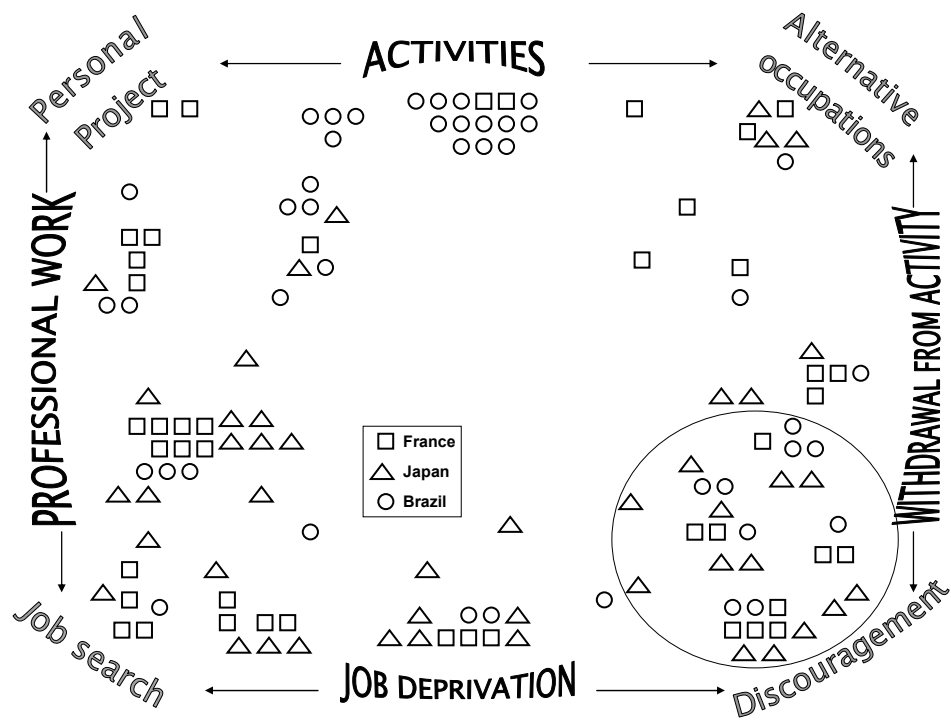 Personal
Project
ACTIVITIES
Alternative
occupations
PROFESSIONAL WORK
WITHDRAWAL FROM ACTIVITY
France
Japan
Brazil
Job search
JOB DEPRIVATION
Discouragement